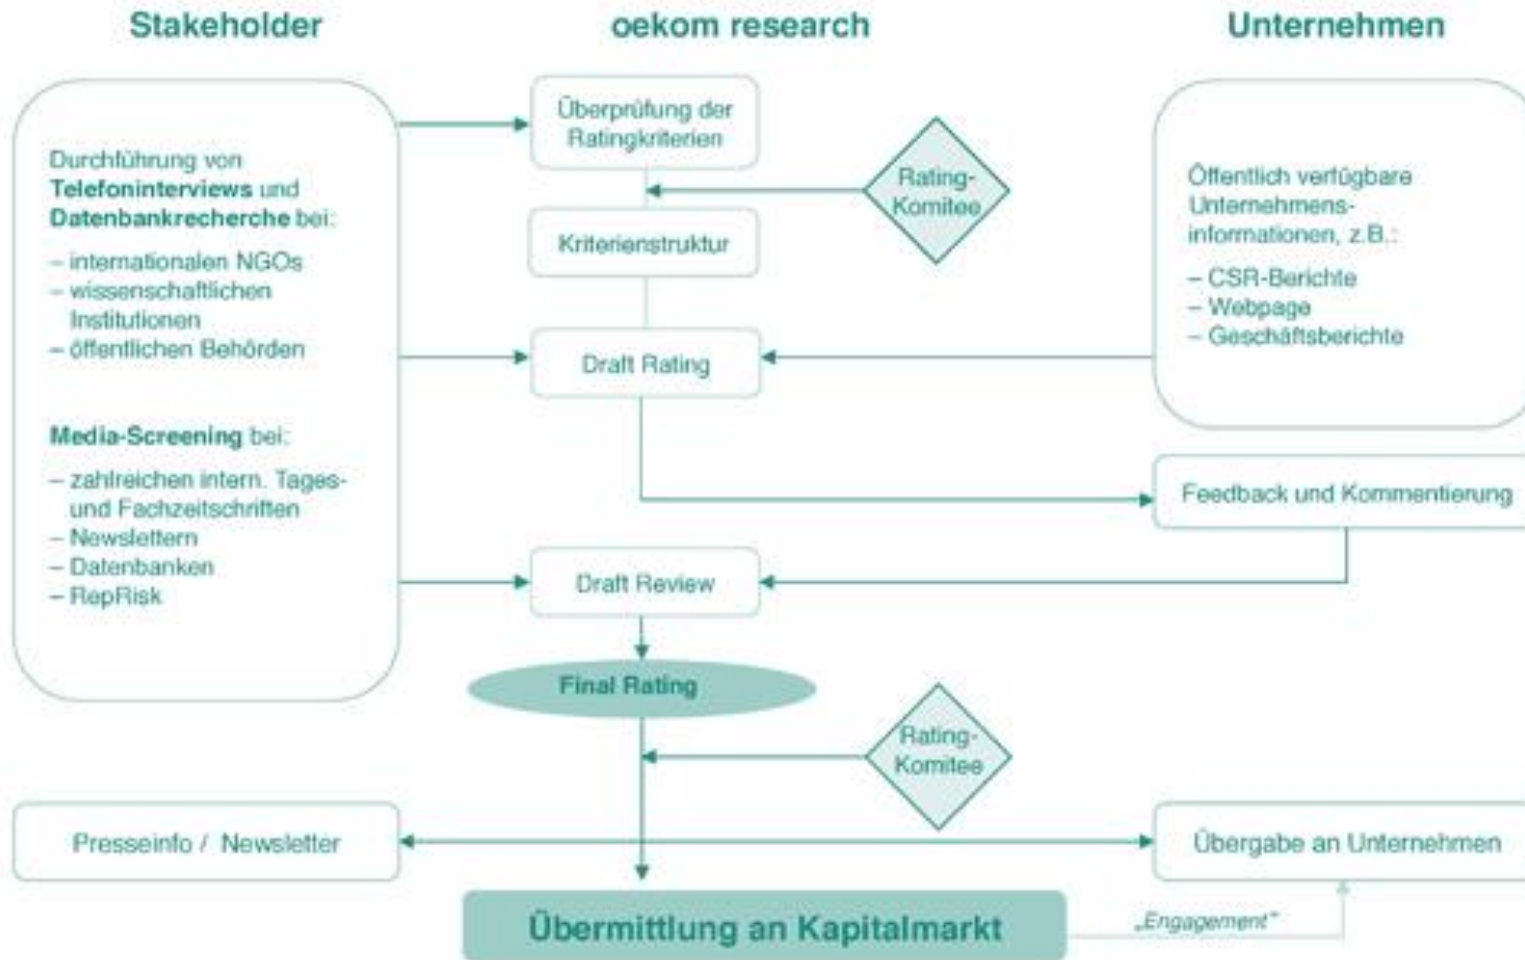 Stakeholder
oekom research
Unternehmen
Durchführung von
Telefoninterviews und
Datenbankrecherche bei:
– internationalen NGOs
– wissenschaftlichen
Institutionen
– öffentlichen Behörden
Media-Screening bei:
– zahlreichen intern. Tages-
und Fachzeitschriften
– Newslettern
– Datenbanken
– RepRisk
Überprüfung der
Ratingkriterien
Rating-
Komitee
Kriterienstruktur
Draft Rating
Öffentlich verfügbare
Unternehmens-
informationen, z.B.:
– CSR-Berichte
– Webpage
– Geschäftsberichte
Feedback und Kommentierung
Draft Review
Final Rating
Rating-
Komitee
Presseinfo / Newsletter
Übergabe an Unternehmen
Übermittlung an Kapitalmarkt
„Engagement“